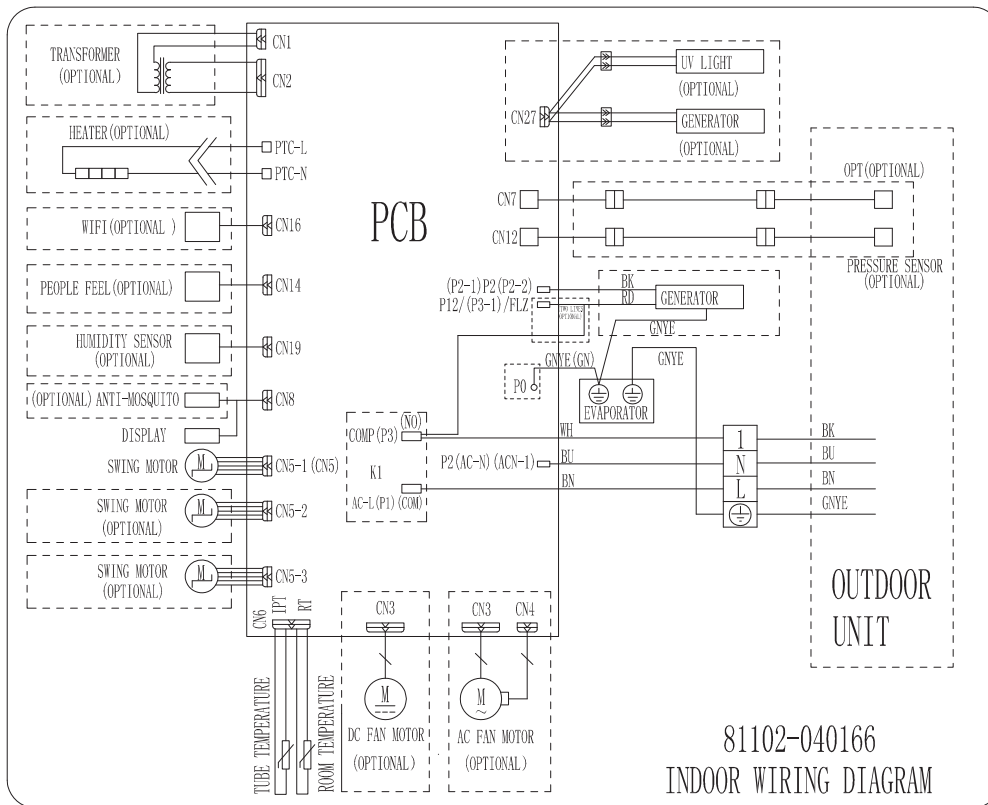 TRANSFORMER
(OPTIONAL)
CN1
CN2
HEATER(OPTIONAL)
PTC-L
PTC-N
WIFI(OPTIONAL )
CN16
PEOPLE FEEL(OPTIONAL)
CN14
HUMIDITY SENSOR
(OPTIONAL)
CN19
(OPTIONAL) ANTI-MOSQUITO
CN8
DISPLAY
SWING MOTOR
M
CN5-1(CN5)
SWING MOTOR
(OPTIONAL)
M
CN5-2
SWING MOTOR
(OPTIONAL)
M
CN5-3
PCB
CN27
UV LIGHT
(OPTIONAL)
GENERATOR
(OPTIONAL)
CN7
OPT(OPTIONAL)
CN12
PRESSURE SENSOR
(OPTIONAL)
(P2-1)P2(P2-2)
BK
P12/(P3-1)/FLZ
RD
GENERATOR
(TWO LINES
OPTIONAL)
GNYE
P0
GNYE(GN)
GNYE
EVAPORATOR
COMP(P3)
(NO)
K1
AC-L(P1)(COM)
P2(AC-N)(ACN-1)
WH
BU
BN
1
N
L
BK
BU
BN
GNYE
OUTDOOR
UNIT
CN6
IPT
RT
TUBE TEMPERATURE
ROOM TEMPERATURE
CN3
M
DC FAN MOTOR
(OPTIONAL)
CN3
CN4
M
~
AC FAN MOTOR
(OPTIONAL)
81102-040166
INDOOR WIRING DIAGRAM